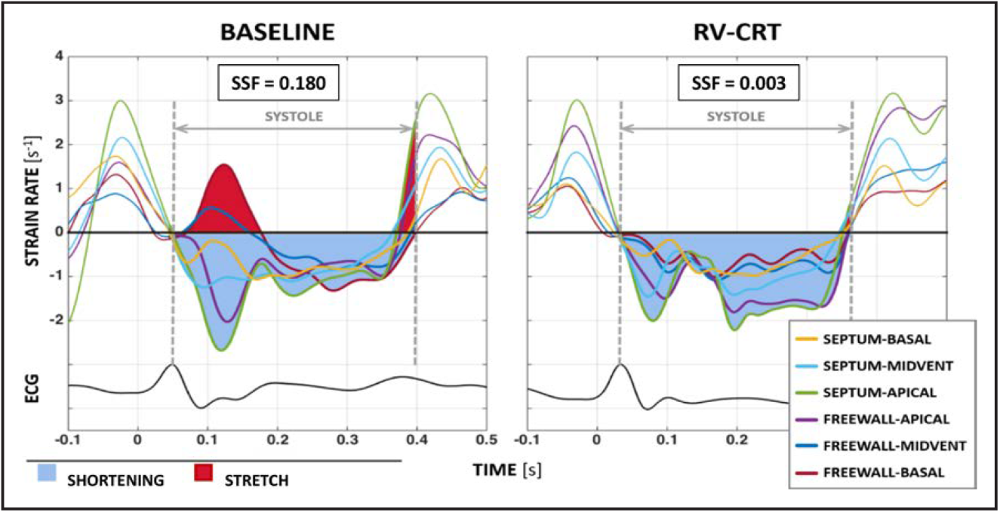 BASELINE
RV-CRT
SSF = 0.180
SSF = 0.003
SYSTOLE
SYSTOLE
STRAIN RATE [s-1]
4
3
2
1
0
-1
-2
ECG
-0.1
0
0.1
0.2
0.3
0.4
0.5
-0.1
0
0.1
0.2
TIME [s]
SHORTENING
STRETCH
SEPTUM-BASAL
SEPTUM-MIDVENT
SEPTUM-APICAL
FREEWALL-APICAL
FREEWALL-MIDVENT
FREEWALL-BASAL